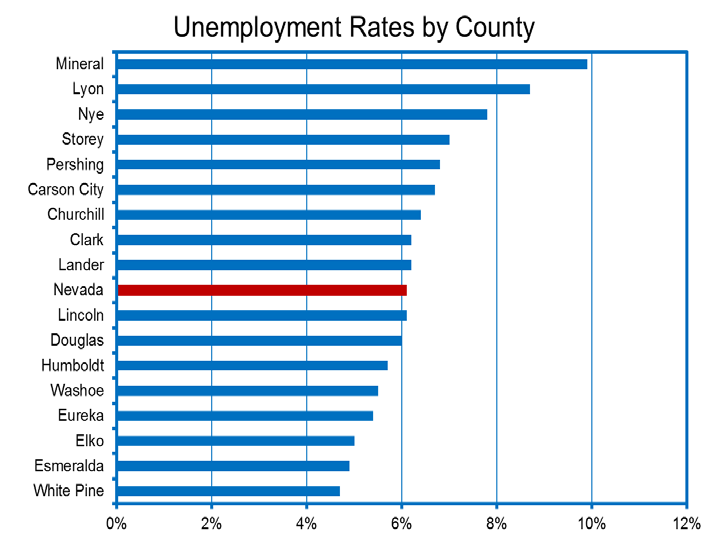 Unemployment Rates by County
Mineral
Lyon
Nye
Storey
Pershing
Carson City
Churchill
Clark
Lander
Nevada
Lincoln
Douglas
Humboldt
Washoe
Eureka
Elko
Esmeralda
White Pine
0% 2% 4% 6% 8% 10% 12%